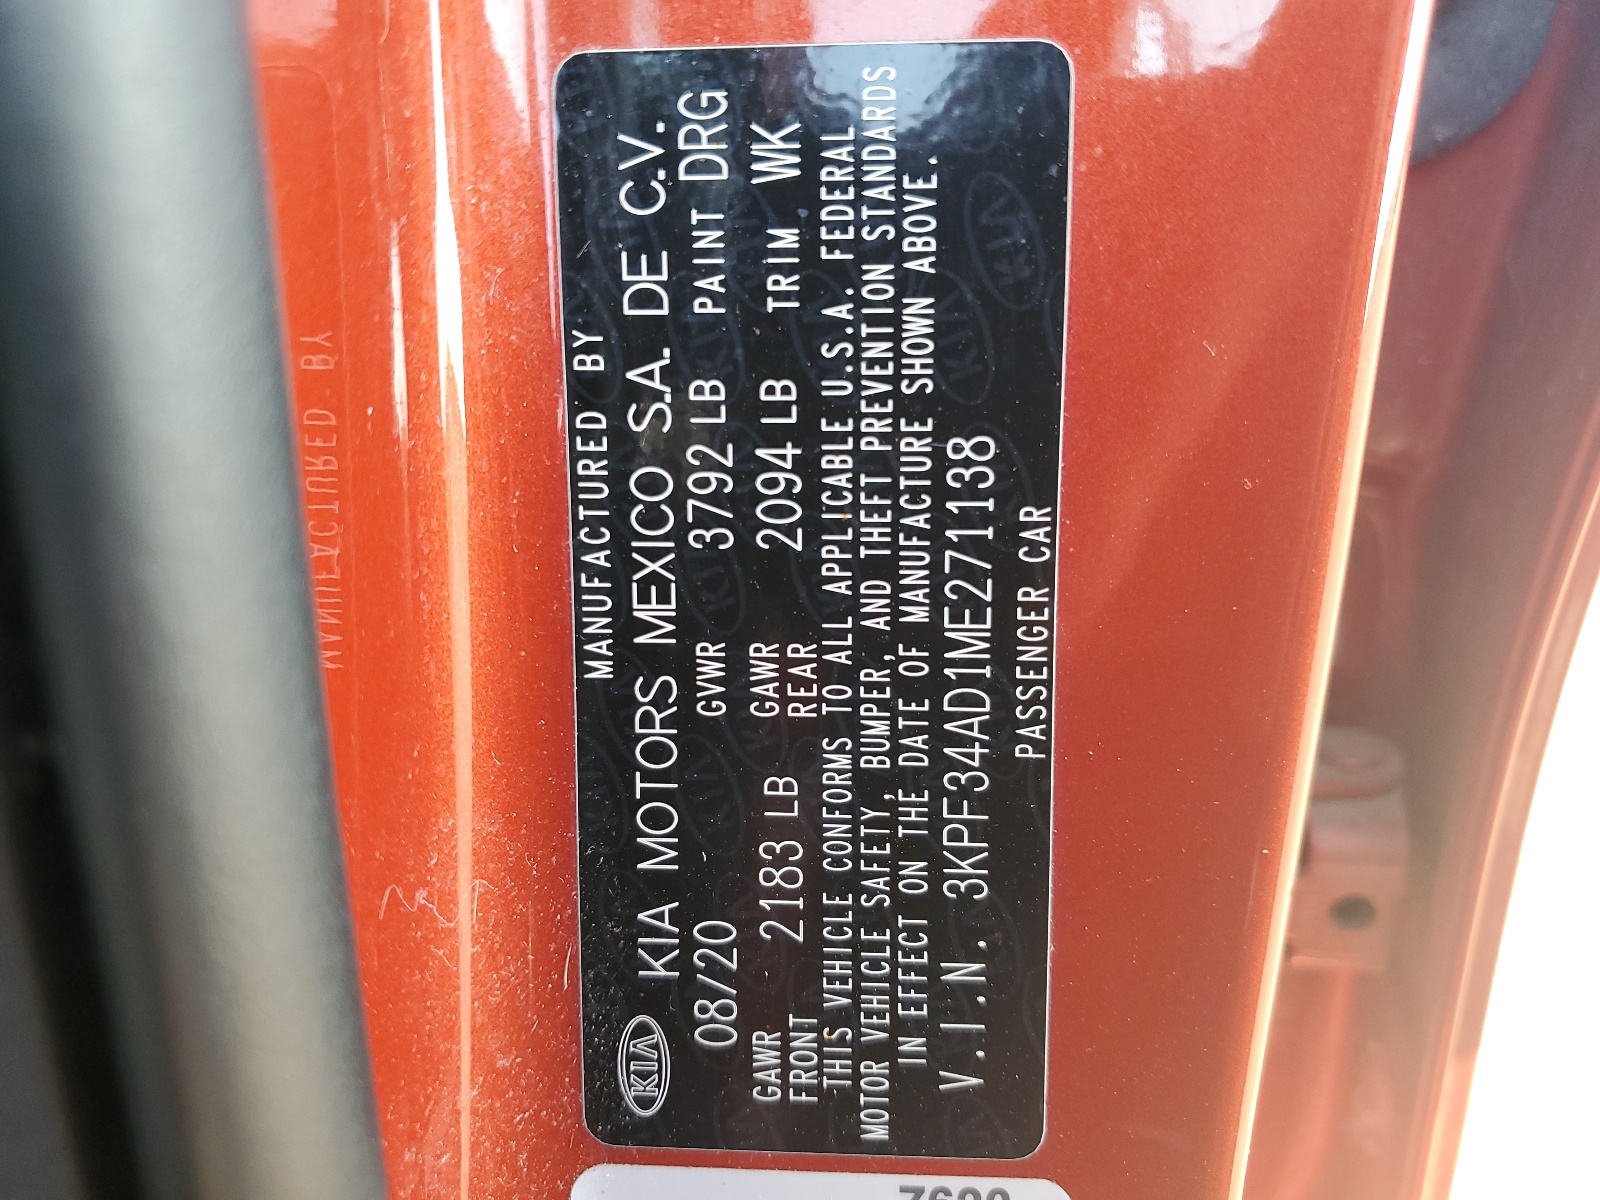 MANUFACTURED BY
KIA KIA MOTORS MEXICO S.A. DE C.V.
08/20 GVWR 3792 LB PAINT DRG
GAWR FRONT 2183 LB GAWR REAR 2094 LB TRIM WK
THIS VEHICLE CONFORMS TO ALL APPLICABLE U.S.A. FEDERAL
MOTOR VEHICLE SAFETY, BUMPER, AND THEFT PREVENTION STANDARDS
IN EFFECT ON THE DATE OF MANUFACTURE SHOWN ABOVE.
V.I.N. 3KPF34AD1ME271138
PASSENGER CAR